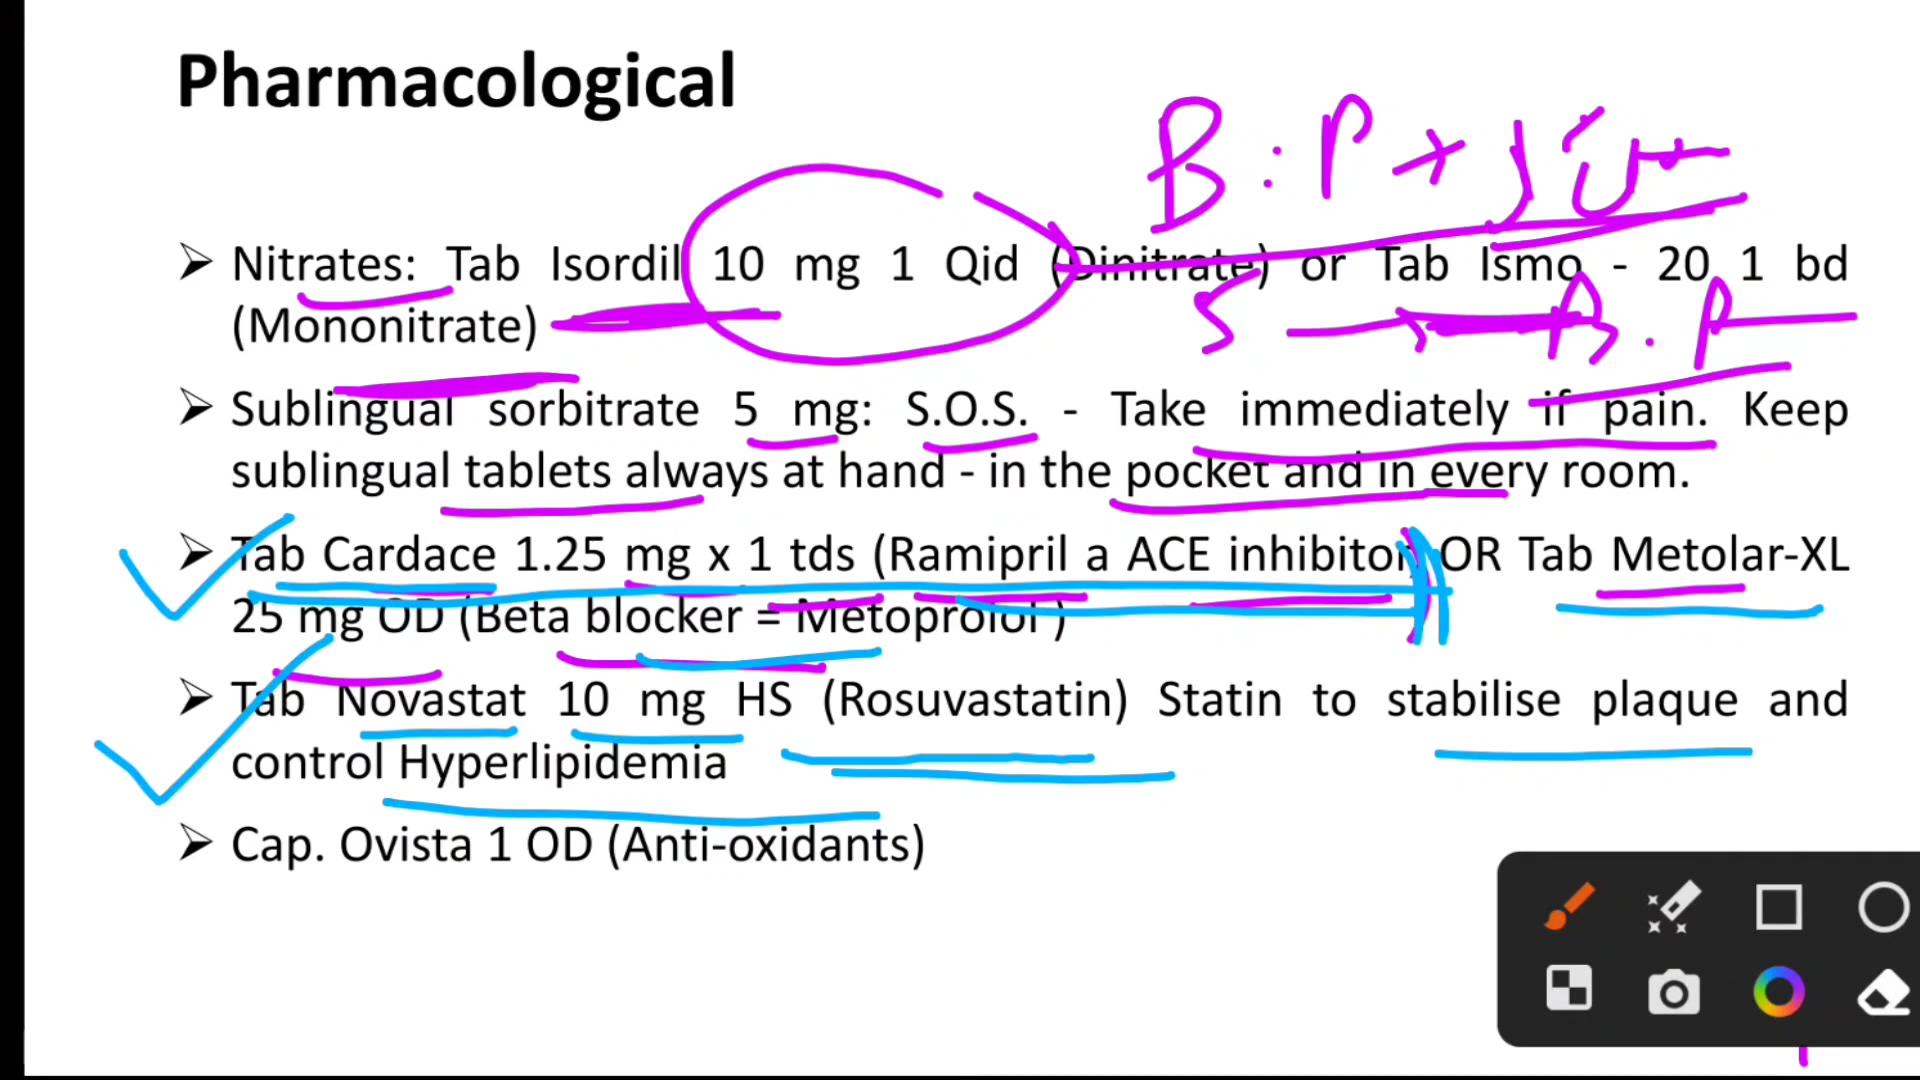 Pharmacological
B:P +
➢ Nitrates: Tab Isordil 10 mg 1 Qid (Dinitrate) or Tab Ismo - 20 1 bd
(Mononitrate)
B.P
➢ Sublingual sorbitrate 5 mg: S.O.S. - Take immediately if pain. Keep
sublingual tablets always at hand - in the pocket and in every room.
➢ Tab Cardace 1.25 mg x 1 tds (Ramipril a ACE inhibitor) OR Tab Metolar-XL
25 mg OD (Beta blocker = Metoprolol )
➢ Tab Novastat 10 mg HS (Rosuvastatin) Statin to stabilise plaque and
control Hyperlipidemia
➢ Cap. Ovista 1 OD (Anti-oxidants)